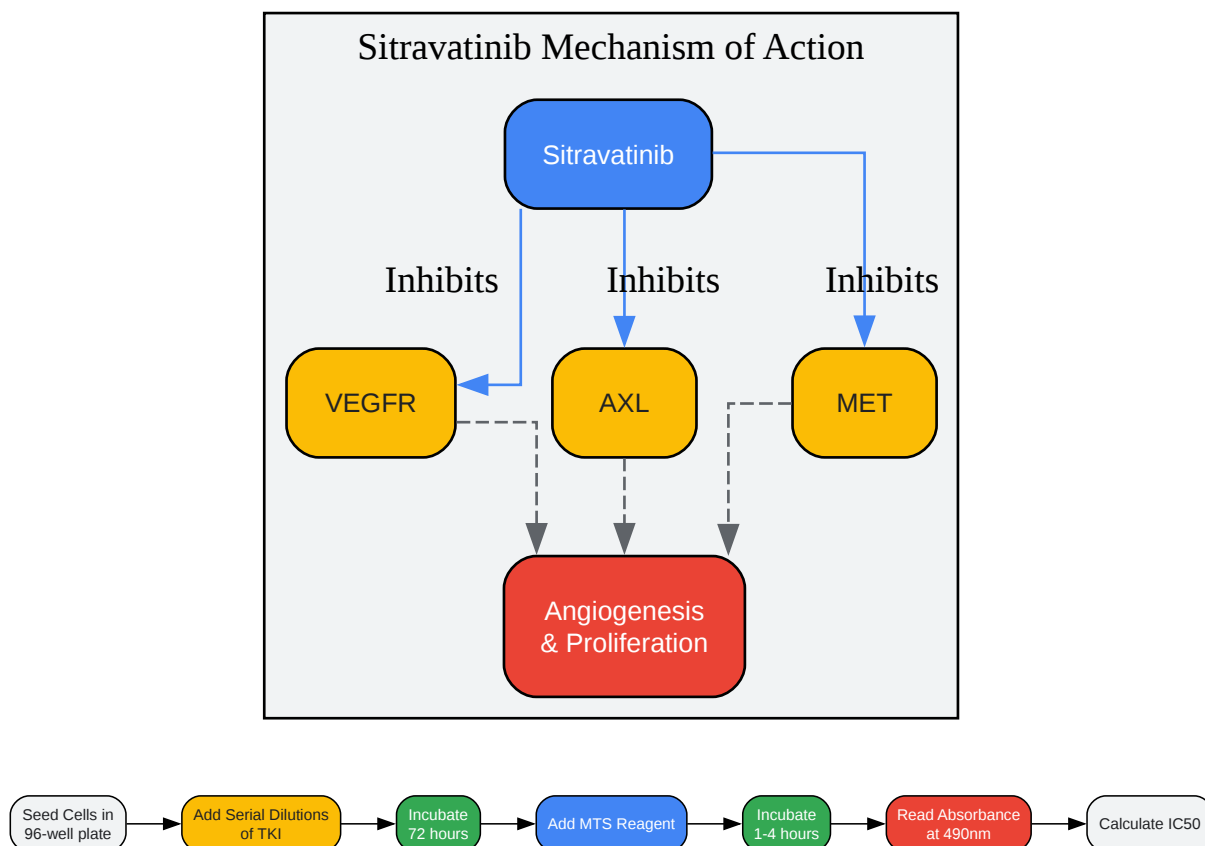 Sitravatinib Mechanism of Action
Sitravatinib
Inhibits
Inhibits
Inhibits
VEGFR
AXL
MET
Angiogenesis
& Proliferation
Seed Cells in
96-well plate
Add Serial Dilutions
of TKI
Incubate
72 hours
Add MTS Reagent
Incubate
1-4 hours
Read Absorbance
at 490nm
Calculate IC50